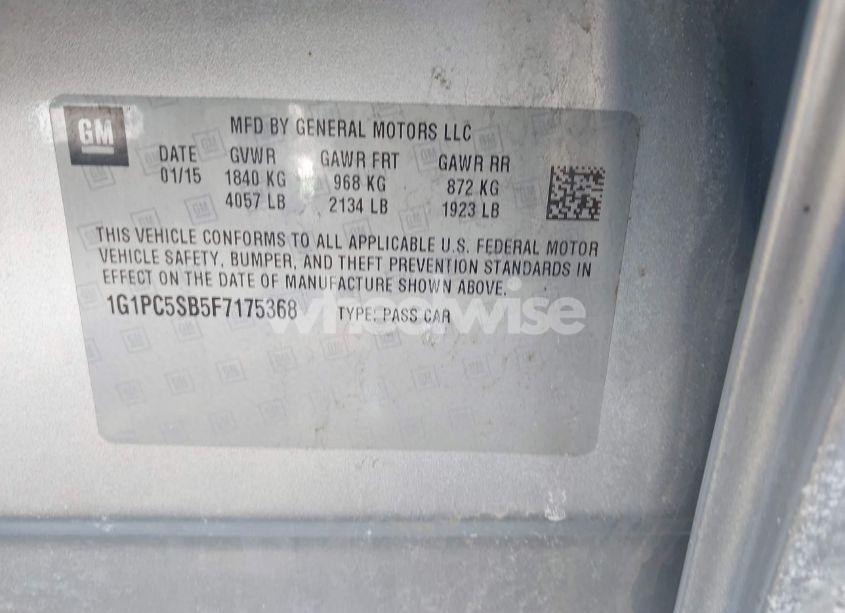 GM
MFD BY GENERAL MOTORS LLC
DATE GVWR GAWR FRT GAWR RR
01/15 1840 KG 968 KG 872 KG
4057 LB 2134 LB 1923 LB
THIS VEHICLE CONFORMS TO ALL APPLICABLE U.S. FEDERAL MOTOR
VEHICLE SAFETY, BUMPER, AND THEFT PREVENTION STANDARDS IN
EFFECT ON THE DATE OF MANUFACTURE SHOWN ABOVE.
1G1PC5SB5F7175368 TYPE: PASS CAR
wheelwise